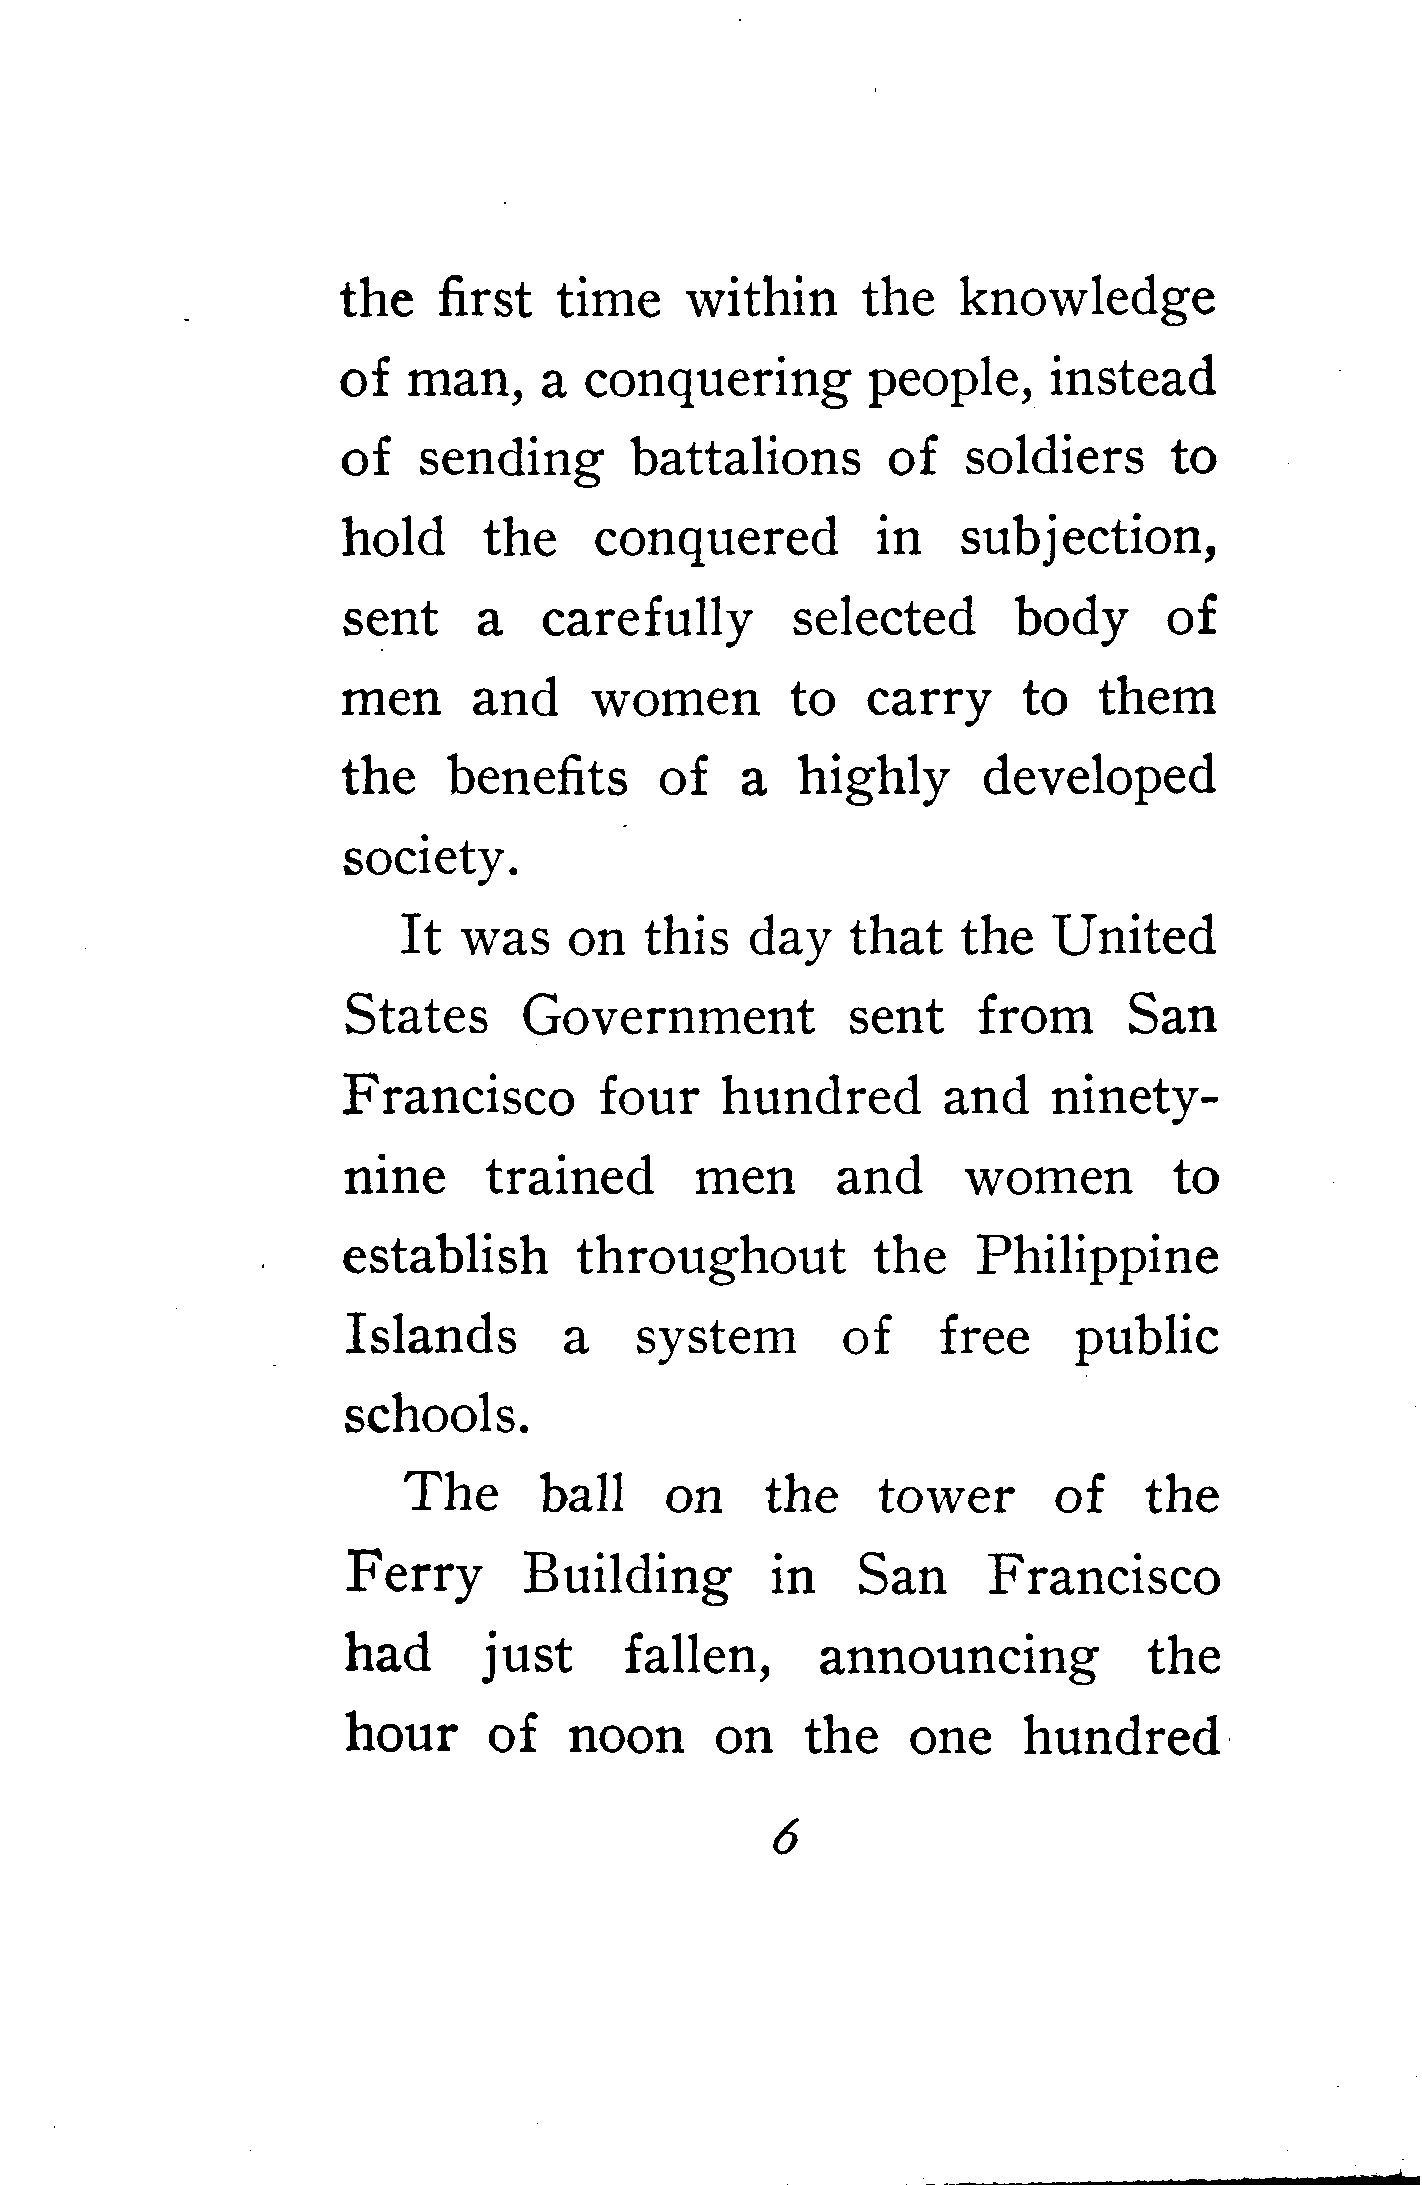 the first time within the knowledge
of man, a conquering people, instead
of sending battalions of soldiers to
hold the conquered in subjection,
sent a carefully selected body of
men and women to carry to them
the benefits of a highly developed
society.
It was on this day that the United
States Government sent from San
Francisco four hundred and ninety-
nine trained men and women to
establish throughout the Philippine
Islands a system of free public
schools.
The ball on the tower of the
Ferry Building in San Francisco
had just fallen, announcing the
hour of noon on the one hundred
6